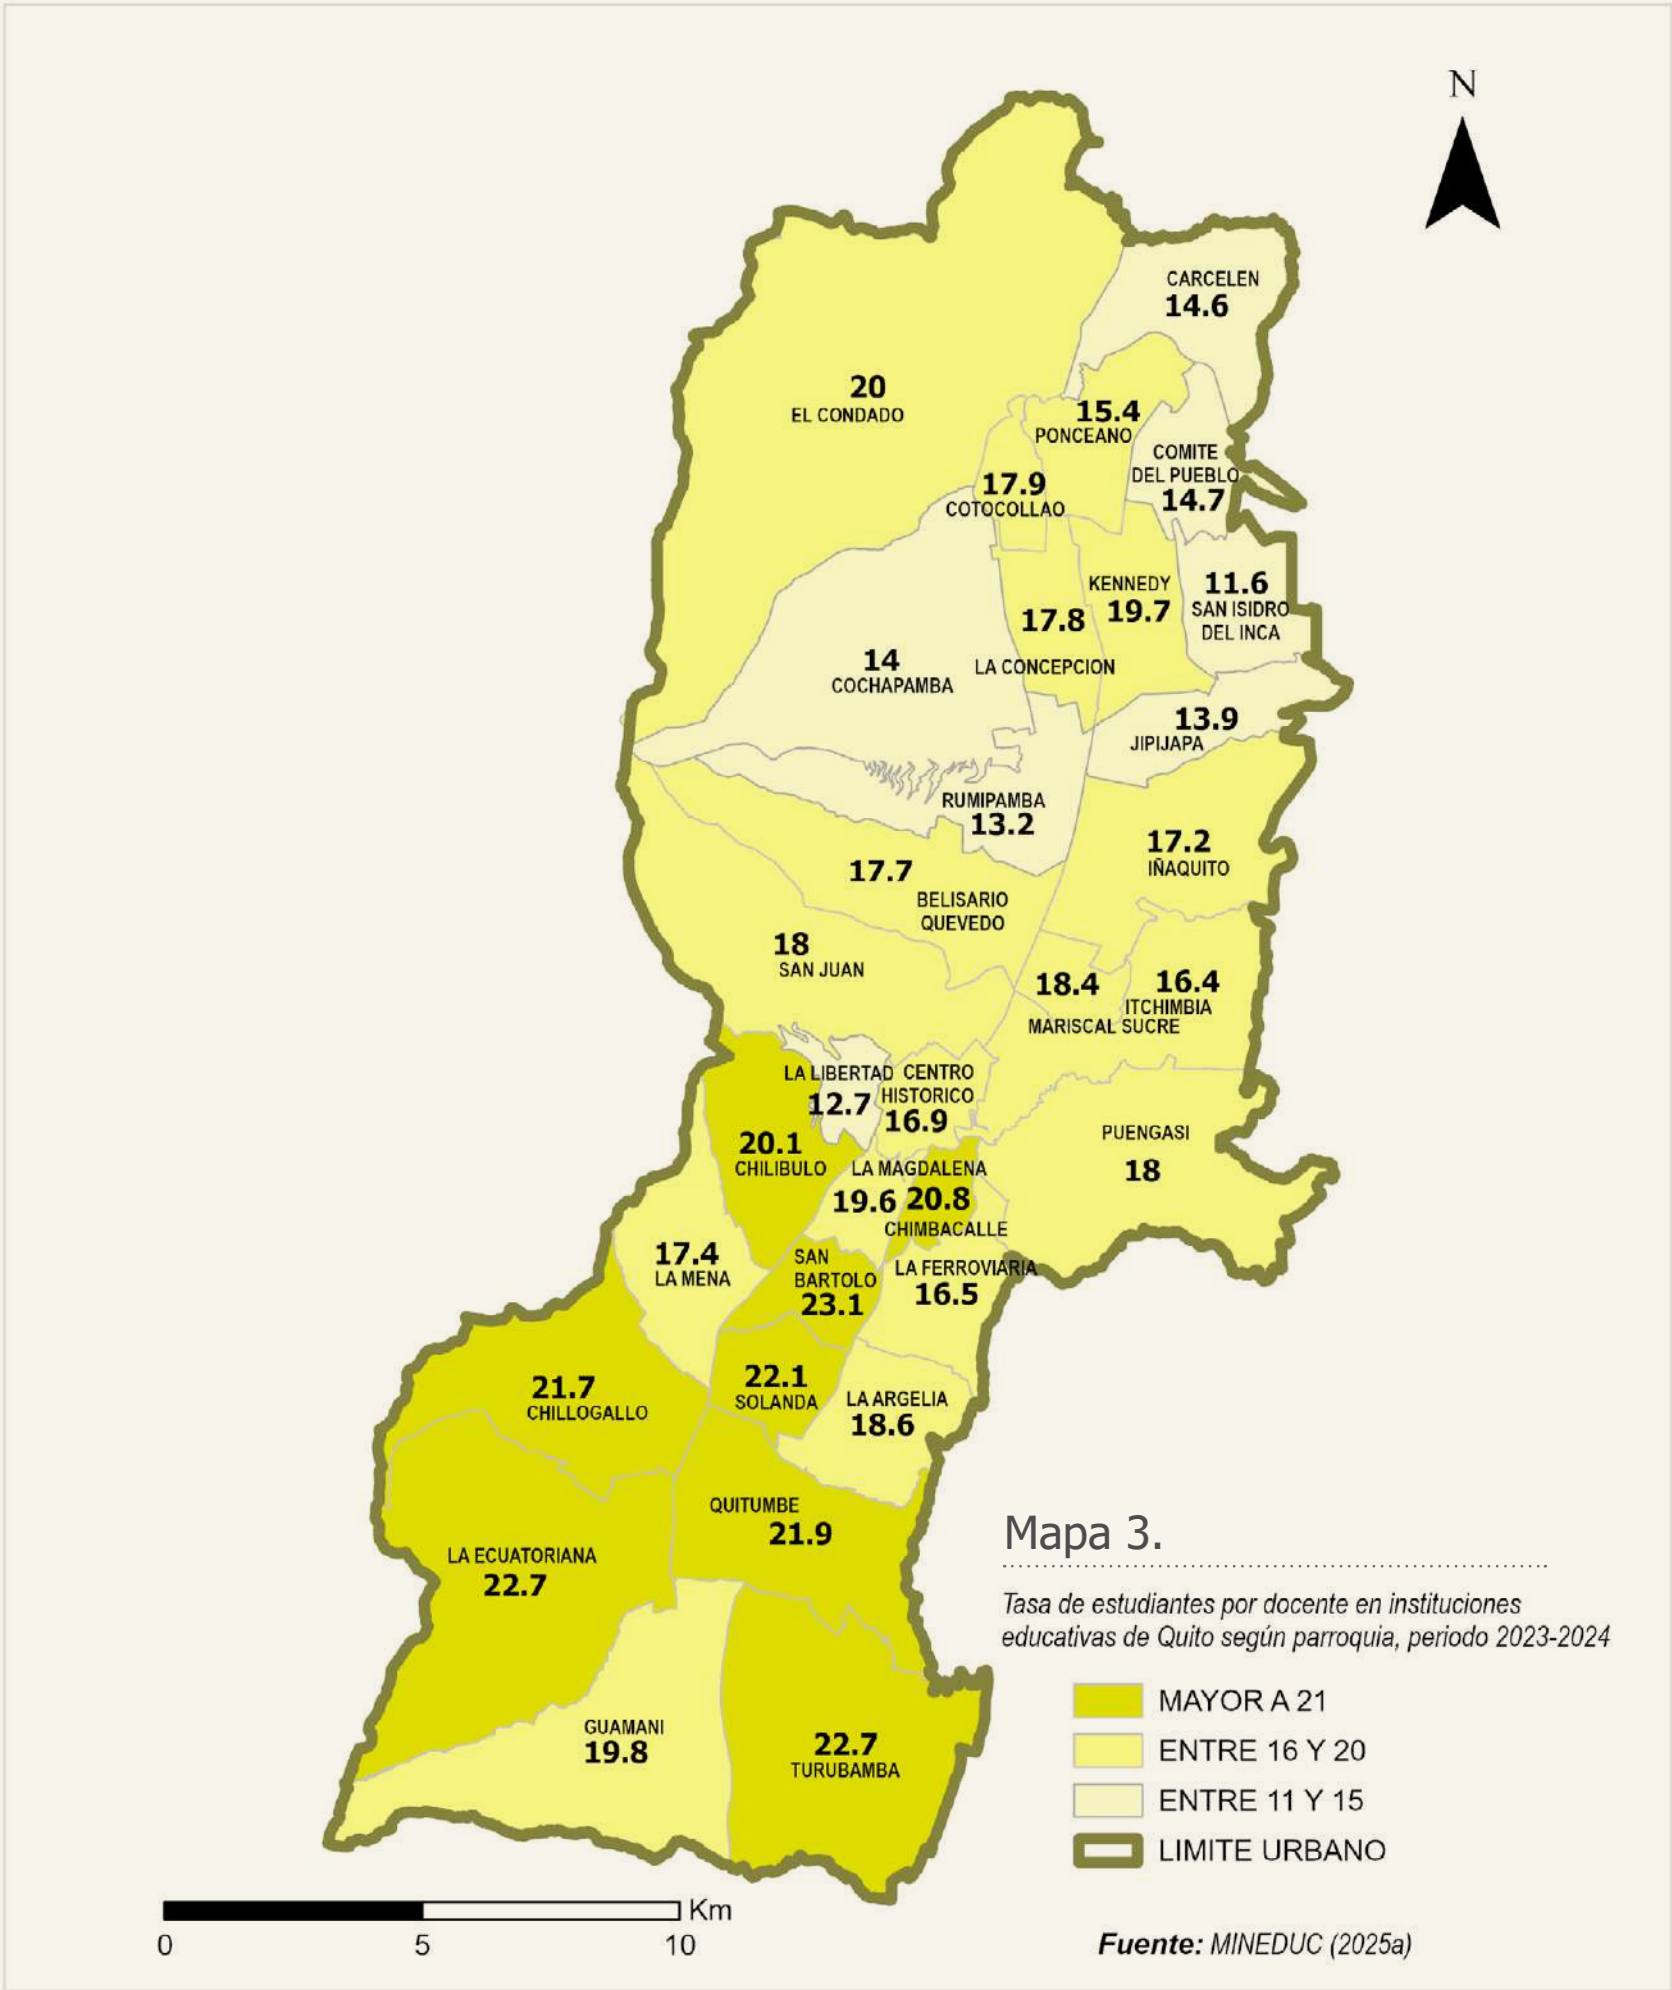 N
CARCELEN
14.6
20
EL CONDADO
15.4
PONCEANO
COMITE
DEL PUEBLO
14.7
17.9
COTOCOLLAO
KENNEDY
19.7
11.6
SAN ISIDRO
DEL INCA
17.8
LA CONCEPCION
14
COCHAPAMBA
13.9
JIPIJAPA
RUMIPAMBA
13.2
17.2
IÑAQUITO
17.7
BELISARIO
QUEVEDO
18
SAN JUAN
18.4
MARISCAL SUCRE
16.4
ITCHIMBIA
LA LIBERTAD
12.7
CENTRO
HISTORICO
16.9
PUENGASI
18
20.1
CHILIBULO
LA MAGDALENA
19.6
20.8
CHIMBACALLE
17.4
LA MENA
SAN
BARTOLO
23.1
LA FERROVIARIA
16.5
21.7
CHILLOGALLO
22.1
SOLANDA
LA ARGELIA
18.6
QUITUMBE
21.9
LA ECUATORIANA
22.7
GUAMANI
19.8
22.7
TURUBAMBA
Mapa 3.
Tasa de estudiantes por docente en instituciones
educativas de Quito según parroquia, periodo 2023-2024
MAYOR A 21
ENTRE 16 Y 20
ENTRE 11 Y 15
LIMITE URBANO
Km
0 5 10
Fuente: MINEDUC (2025a)